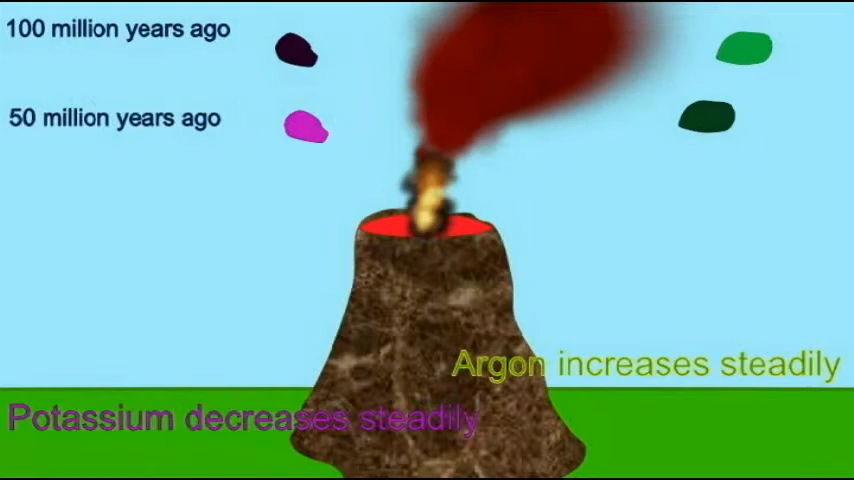 100 million years ago
50 million years ago
Argon increases steadily
Potassium decreases steadily